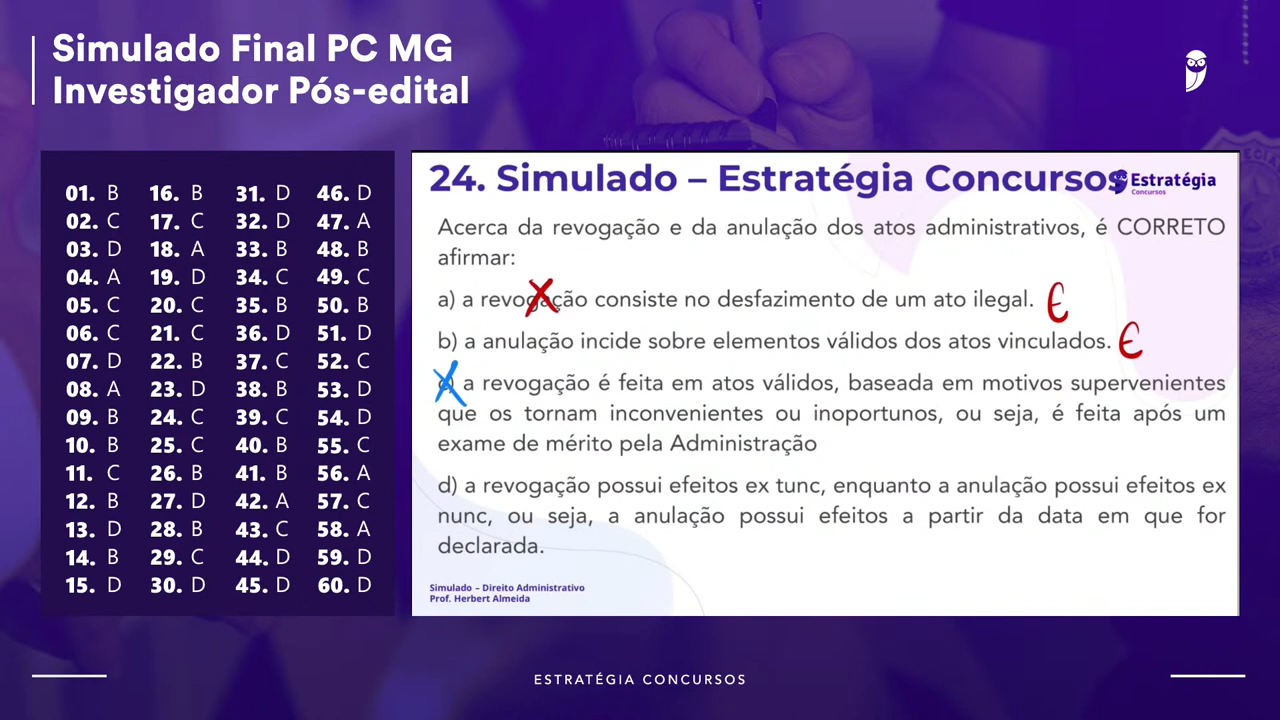 Simulado Final PC MG
Investigador Pós-edital
01. B 16. B 31. D 46. D
02. C 17. C 32. D 47. A
03. D 18. A 33. B 48. B
04. A 19. D 34. C 49. C
05. C 20. C 35. B 50. B
06. C 21. C 36. D 51. D
07. D 22. B 37. C 52. C
08. A 23. D 38. B 53. D
09. B 24. C 39. C 54. D
10. B 25. C 40. B 55. C
11. C 26. B 41. B 56. A
12. B 27. D 42. A 57. C
13. D 28. B 43. C 58. A
14. B 29. C 44. D 59. D
15. D 30. D 45. D 60. D
24. Simulado – Estratégia Concursos
Estratégia
Concursos
Acerca da revogação e da anulação dos atos administrativos, é CORRETO
afirmar:
a) a revogação consiste no desfazimento de um ato ilegal. E
b) a anulação incide sobre elementos válidos dos atos vinculados. E
c) a revogação é feita em atos válidos, baseada em motivos supervenientes
que os tornam inconvenientes ou inoportunos, ou seja, é feita após um
exame de mérito pela Administração
d) a revogação possui efeitos ex tunc, enquanto a anulação possui efeitos ex
nunc, ou seja, a anulação possui efeitos a partir da data em que for
declarada.
Simulado – Direito Administrativo
Prof. Herbert Almeida
ESTRATÉGIA CONCURSOS